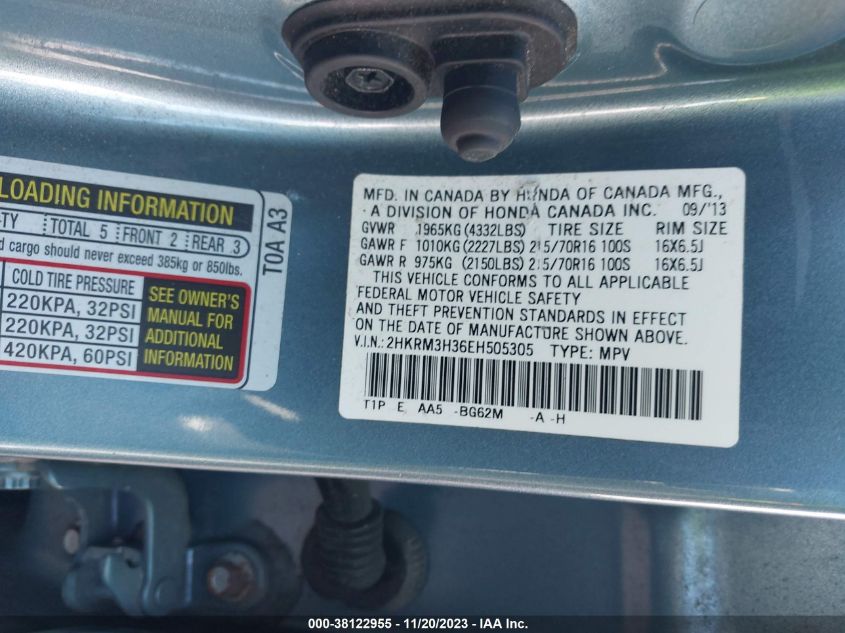 LOADING INFORMATION
TOTAL 5 FRONT 2 REAR 3
d cargo should never exceed 385kg or 850lbs.
COLD TIRE PRESSURE
220KPA, 32PSI
220KPA, 32PSI
420KPA, 60PSI
SEE OWNER'S
MANUAL FOR
ADDITIONAL
INFORMATION
TOA A3
MFD. IN CANADA BY HONDA OF CANADA MFG.,
A DIVISION OF HONDA CANADA INC. 09/'13
GVWR 1965KG (4332LBS) TIRE SIZE RIM SIZE
GAWR F 1010KG (2227LBS) 215/70R16 100S 16X6.5J
GAWR R 975KG (2150LBS) 215/70R16 100S 16X6.5J
THIS VEHICLE CONFORMS TO ALL APPLICABLE
FEDERAL MOTOR VEHICLE SAFETY
AND THEFT PREVENTION STANDARDS IN EFFECT
ON THE DATE OF MANUFACTURE SHOWN ABOVE.
V.I.N.: 2HKRM3H36EH505305 TYPE: MPV
T1P E AA5 -BG62M -A -H
000-38122955 - 11/20/2023 - IAA Inc.